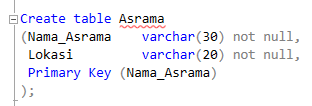 Create table Asrama
(Nama_Asrama    varchar(30) not null,
 Lokasi         varchar(20) not null,
 Primary Key (Nama_Asrama)
);